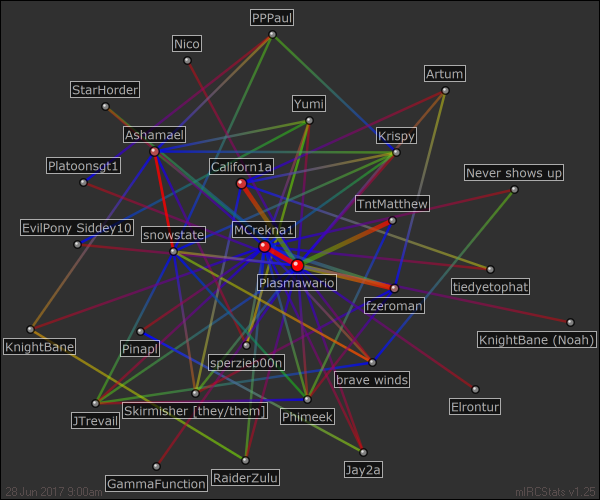 PPPaul
Nico
Artum
StarHorder
Yumi
Ashamael
Krispy
Platoonsgt1
Californ1a
Never shows up
TntMatthew
EvilPony Siddey10
snowstate
MCrekna1
Plasmawario
tiedyetophat
fzeroman
KnightBane
Pinapl
KnightBane (Noah)
sperzieb00n
brave winds
Elrontur
JTrevail
Skirmisher [they/them]
Phimeek
GammaFunction
RaiderZulu
Jay2a
28 Jun 2017 9:00am
mIRCStats v1.25